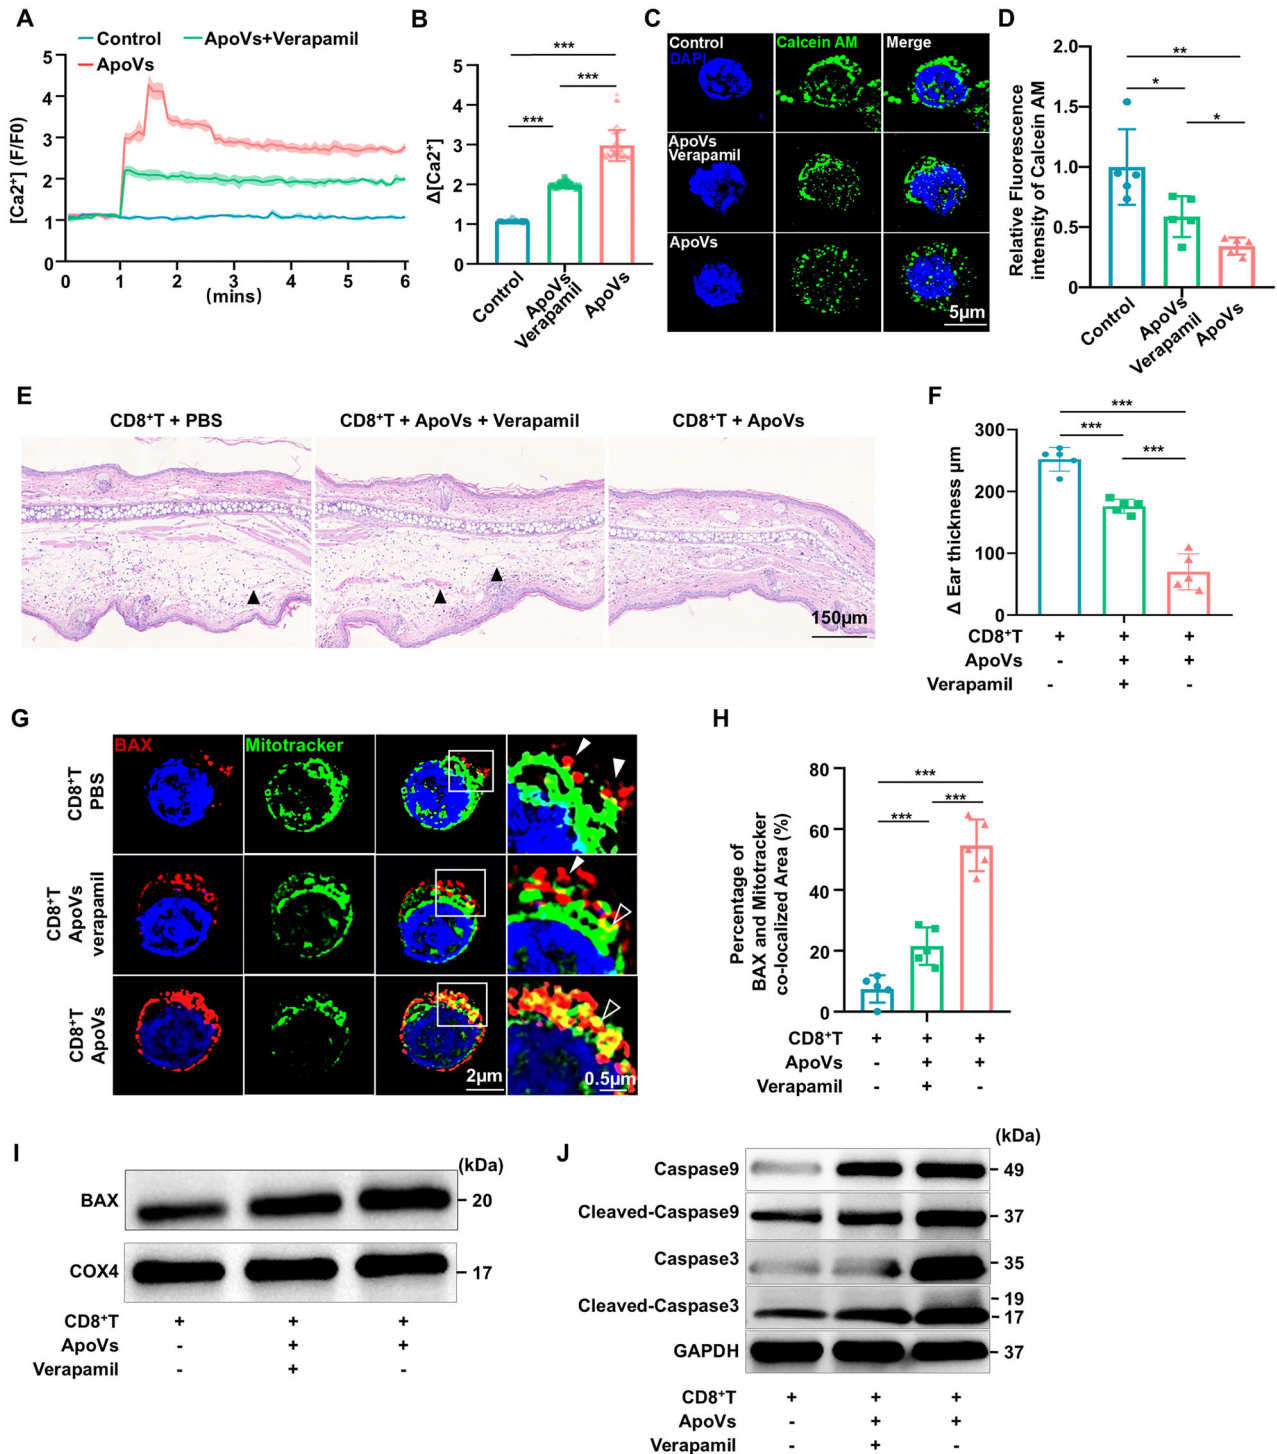 A
Control
ApoVs+Verapamil
ApoVs
[Ca2⁺] (F/F0)
5
4
3
2
1
0
0 1 2 3 4 5 6
(mins)
B
Δ[Ca2⁺]
5
4
3
2
1
0
***
***
***
Control
ApoVs
Verapamil
ApoVs
C
Control
DAPI
Calcein AM
Merge
ApoVs
Verapamil
ApoVs
5μm
D
Relative Fluorescence
intensity of Calcein AM
2.0
1.5
1.0
0.5
0
**
*
*
Control
ApoVs
Verapamil
ApoVs
E
CD8⁺T + PBS
CD8⁺T + ApoVs + Verapamil
CD8⁺T + ApoVs
150μm
F
Δ Ear thickness μm
300
200
100
0
***
***
***
CD8⁺T + + +
ApoVs - + +
Verapamil - + -
G
BAX
Mitotracker
CD8⁺T
PBS
CD8⁺T
ApoVs
verapamil
CD8⁺T
ApoVs
2μm
0.5μm
H
Percentage of
BAX and Mitotracker
co-localized Area (%)
80
60
40
20
0
***
***
***
CD8⁺T + + +
ApoVs - + +
Verapamil - + -
I
(kDa)
BAX
20
COX4
17
CD8⁺T + + +
ApoVs - + +
Verapamil - + -
J
(kDa)
Caspase9
49
Cleaved-Caspase9
37
Caspase3
35
Cleaved-Caspase3
19
17
GAPDH
37
CD8⁺T + + +
ApoVs - + +
Verapamil - + -